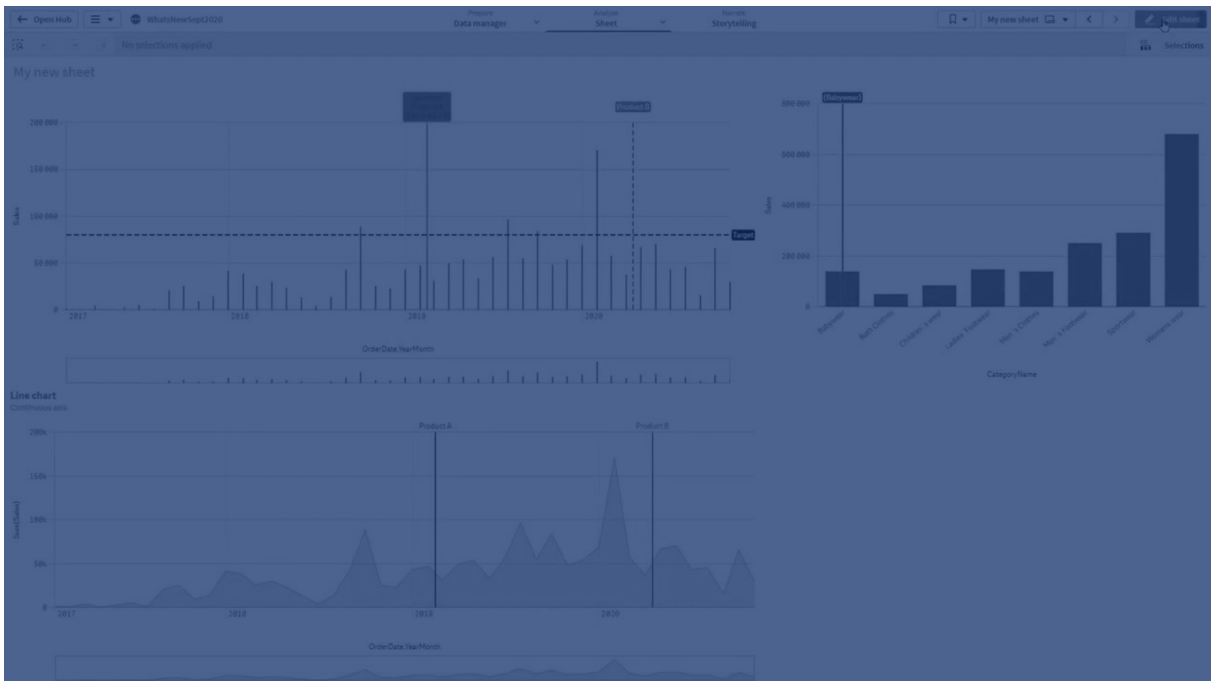 Open Hub
WhatsNewSept2020
Prepare
Data manager
Analyze
Sheet
Narrate
Storytelling
My new sheet
Edit sheet
No selections applied
Selections
My new sheet
Product D
200 000
150 000
100 000
50 000
0
Sales
Target
2017 2018 2019 2020
OrderDate.YearMonth
(Babywear)
800 000
600 000
400 000
200 000
0
Sales
Babywear
Bath Clothes
Children´s wear
Ladies´Footwear
Men´s Clothes
Men´s Footwear
Sportwear
Womens wear
CategoryName
Line chart
Continuous axis
Product A
Product B
200k
150k
100k
50k
0
Sum(Sales)
2017 2018 2019 2020
OrderDate.YearMonth